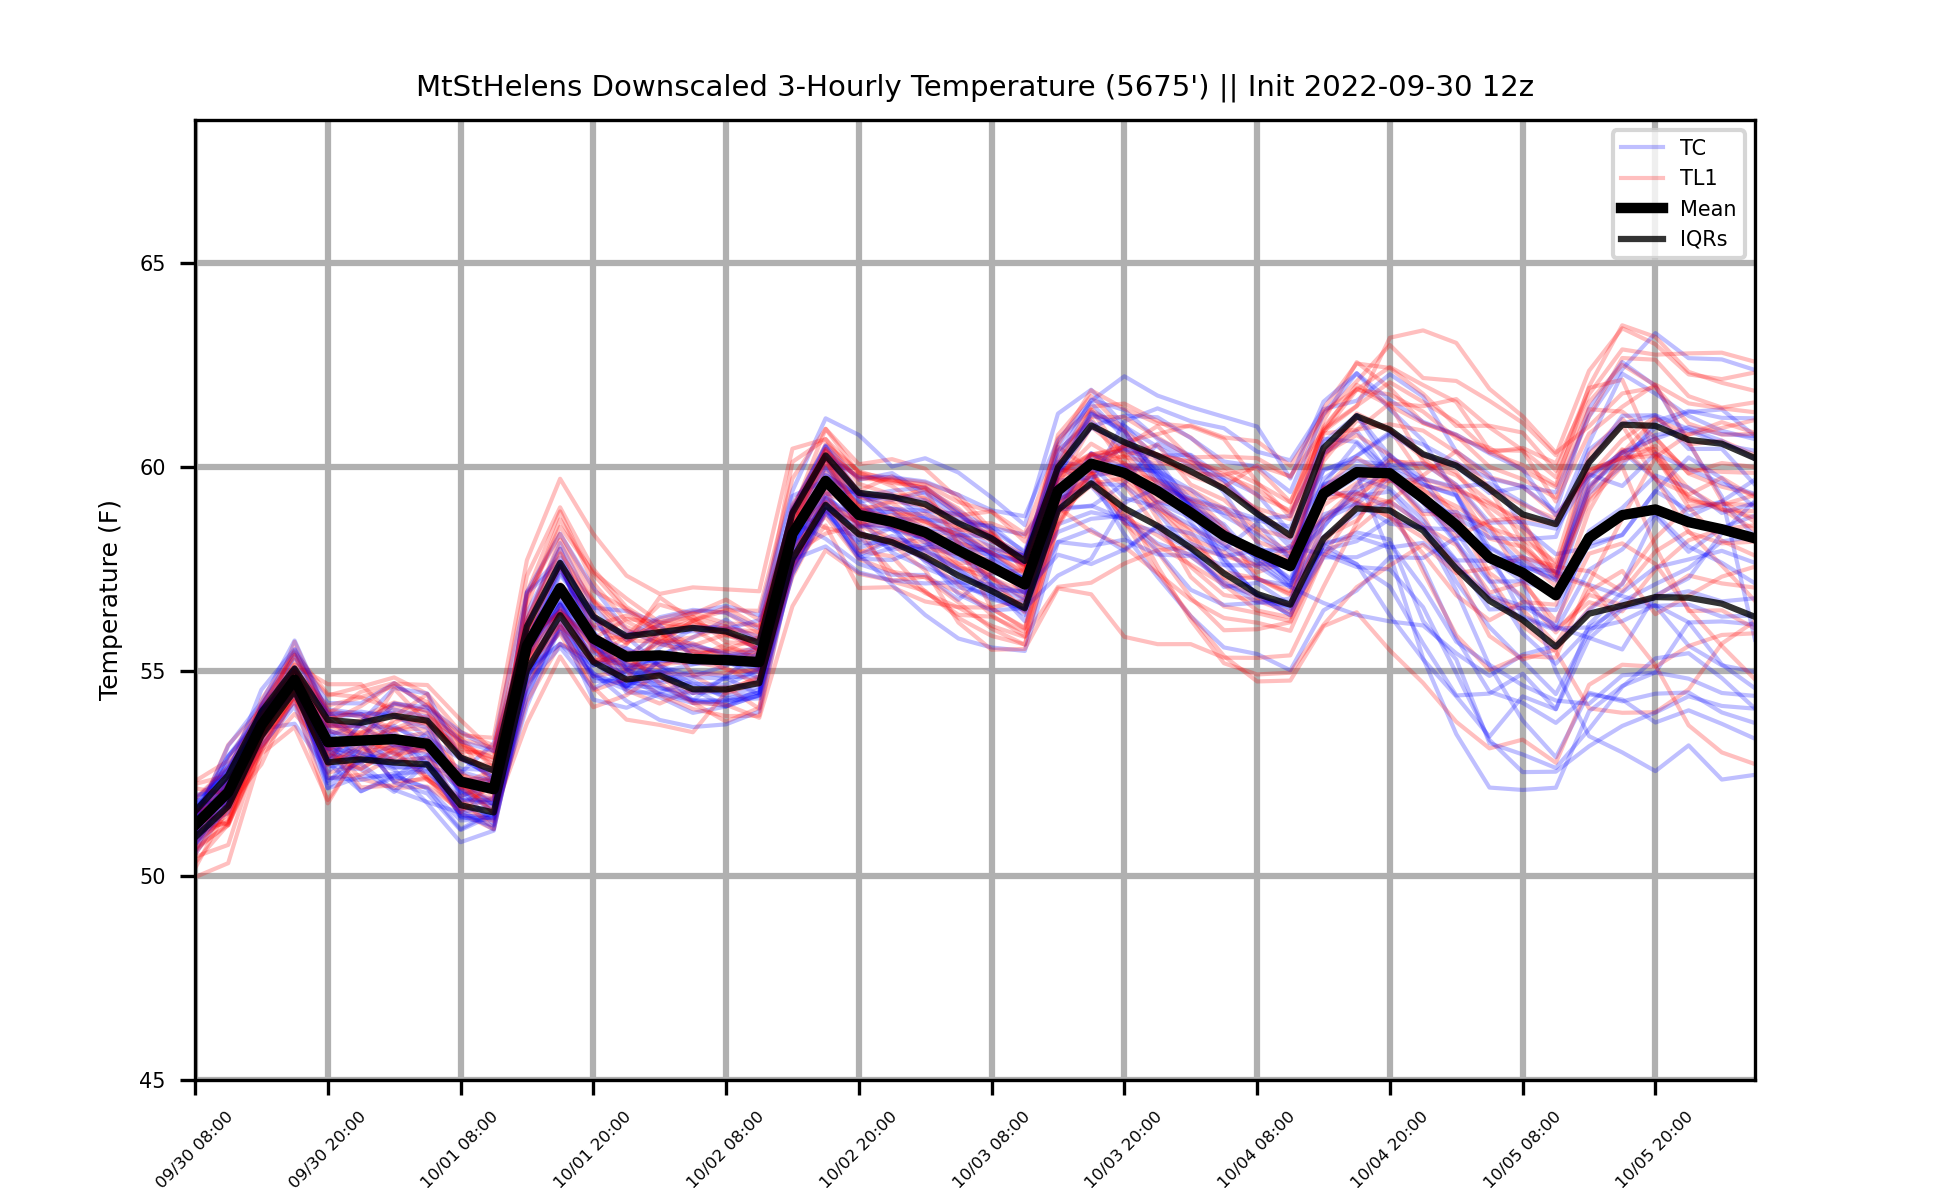 MtStHelens Downscaled 3-Hourly Temperature (5675') || Init 2022-09-30 12z
TC
TL1
Mean
IQRs
Temperature (F)
65
60
55
50
45
09/30 08:00
09/30 20:00
10/01 08:00
10/01 20:00
10/02 08:00
10/02 20:00
10/03 08:00
10/03 20:00
10/04 08:00
10/04 20:00
10/05 08:00
10/05 20:00